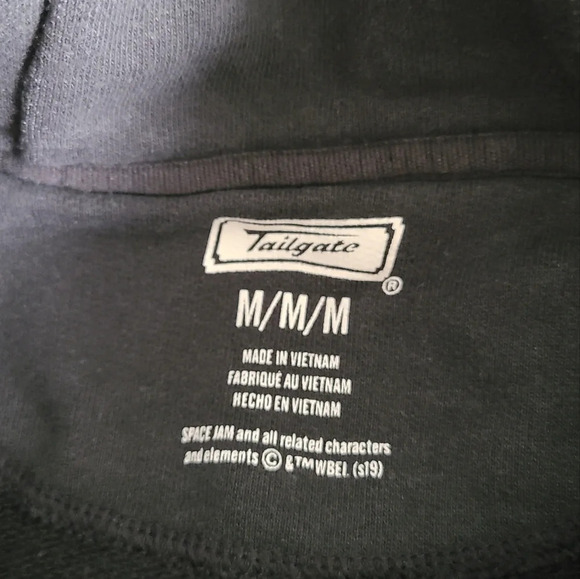 Tailgate
®
M/M/M
MADE IN VIETNAM
FABRIQUÉ AU VIETNAM
HECHO EN VIETNAM
SPACE JAM and all related characters
and elements © & ™ WBEI. (s19)